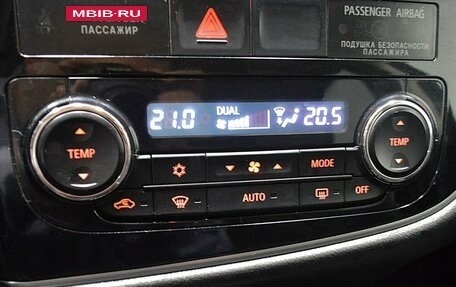 MBIB.RU
ПАССАЖИР
PASSENGER AIRBAG
ПОДУШКА БЕЗОПАСНОСТИ
ПАССАЖИРА
21.0
DUAL
20.5
TEMP
TEMP
MODE
AUTO
OFF